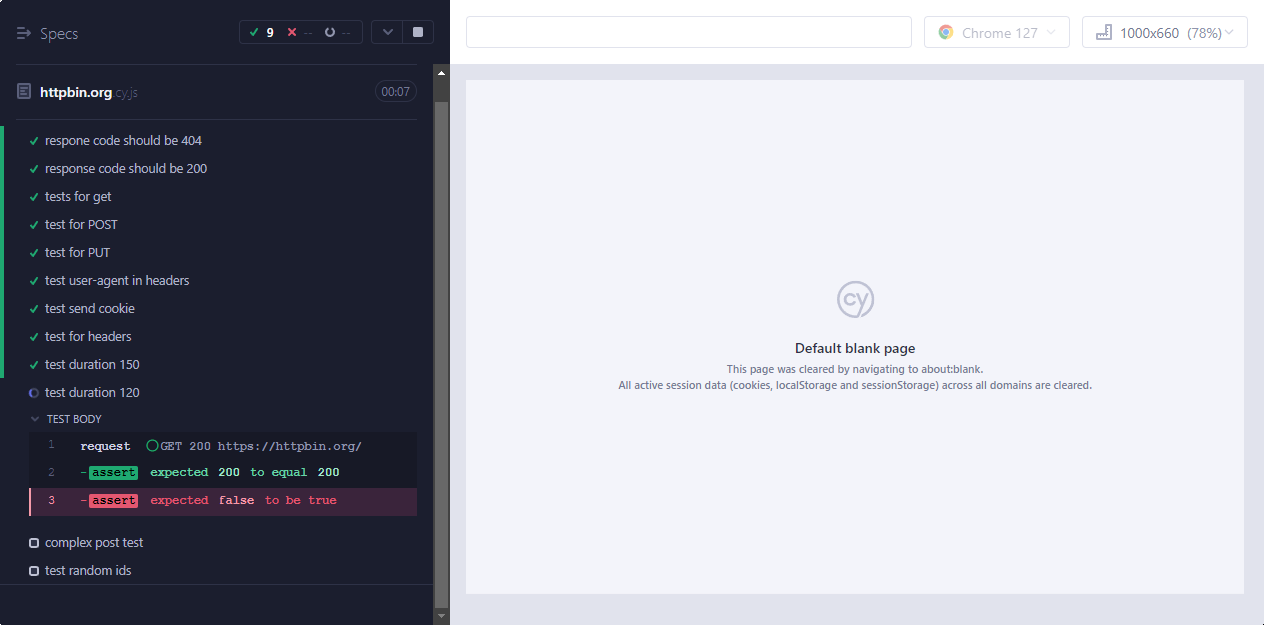 Specs
9 -- --
httpbin.org.cy.js 00:07
respone code should be 404
response code should be 200
tests for get
test for POST
test for PUT
test user-agent in headers
test send cookie
test for headers
test duration 150
test duration 120
TEST BODY
1 request GET 200 https://httpbin.org/
2 -assert expected 200 to equal 200
3 -assert expected false to be true
complex post test
test random ids
Chrome 127
1000x660 (78%)
cy
Default blank page
This page was cleared by navigating to about:blank.
All active session data (cookies, localStorage and sessionStorage) across all domains are cleared.